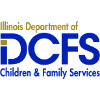 Illinois Department of
DCFS
Children & Family Services